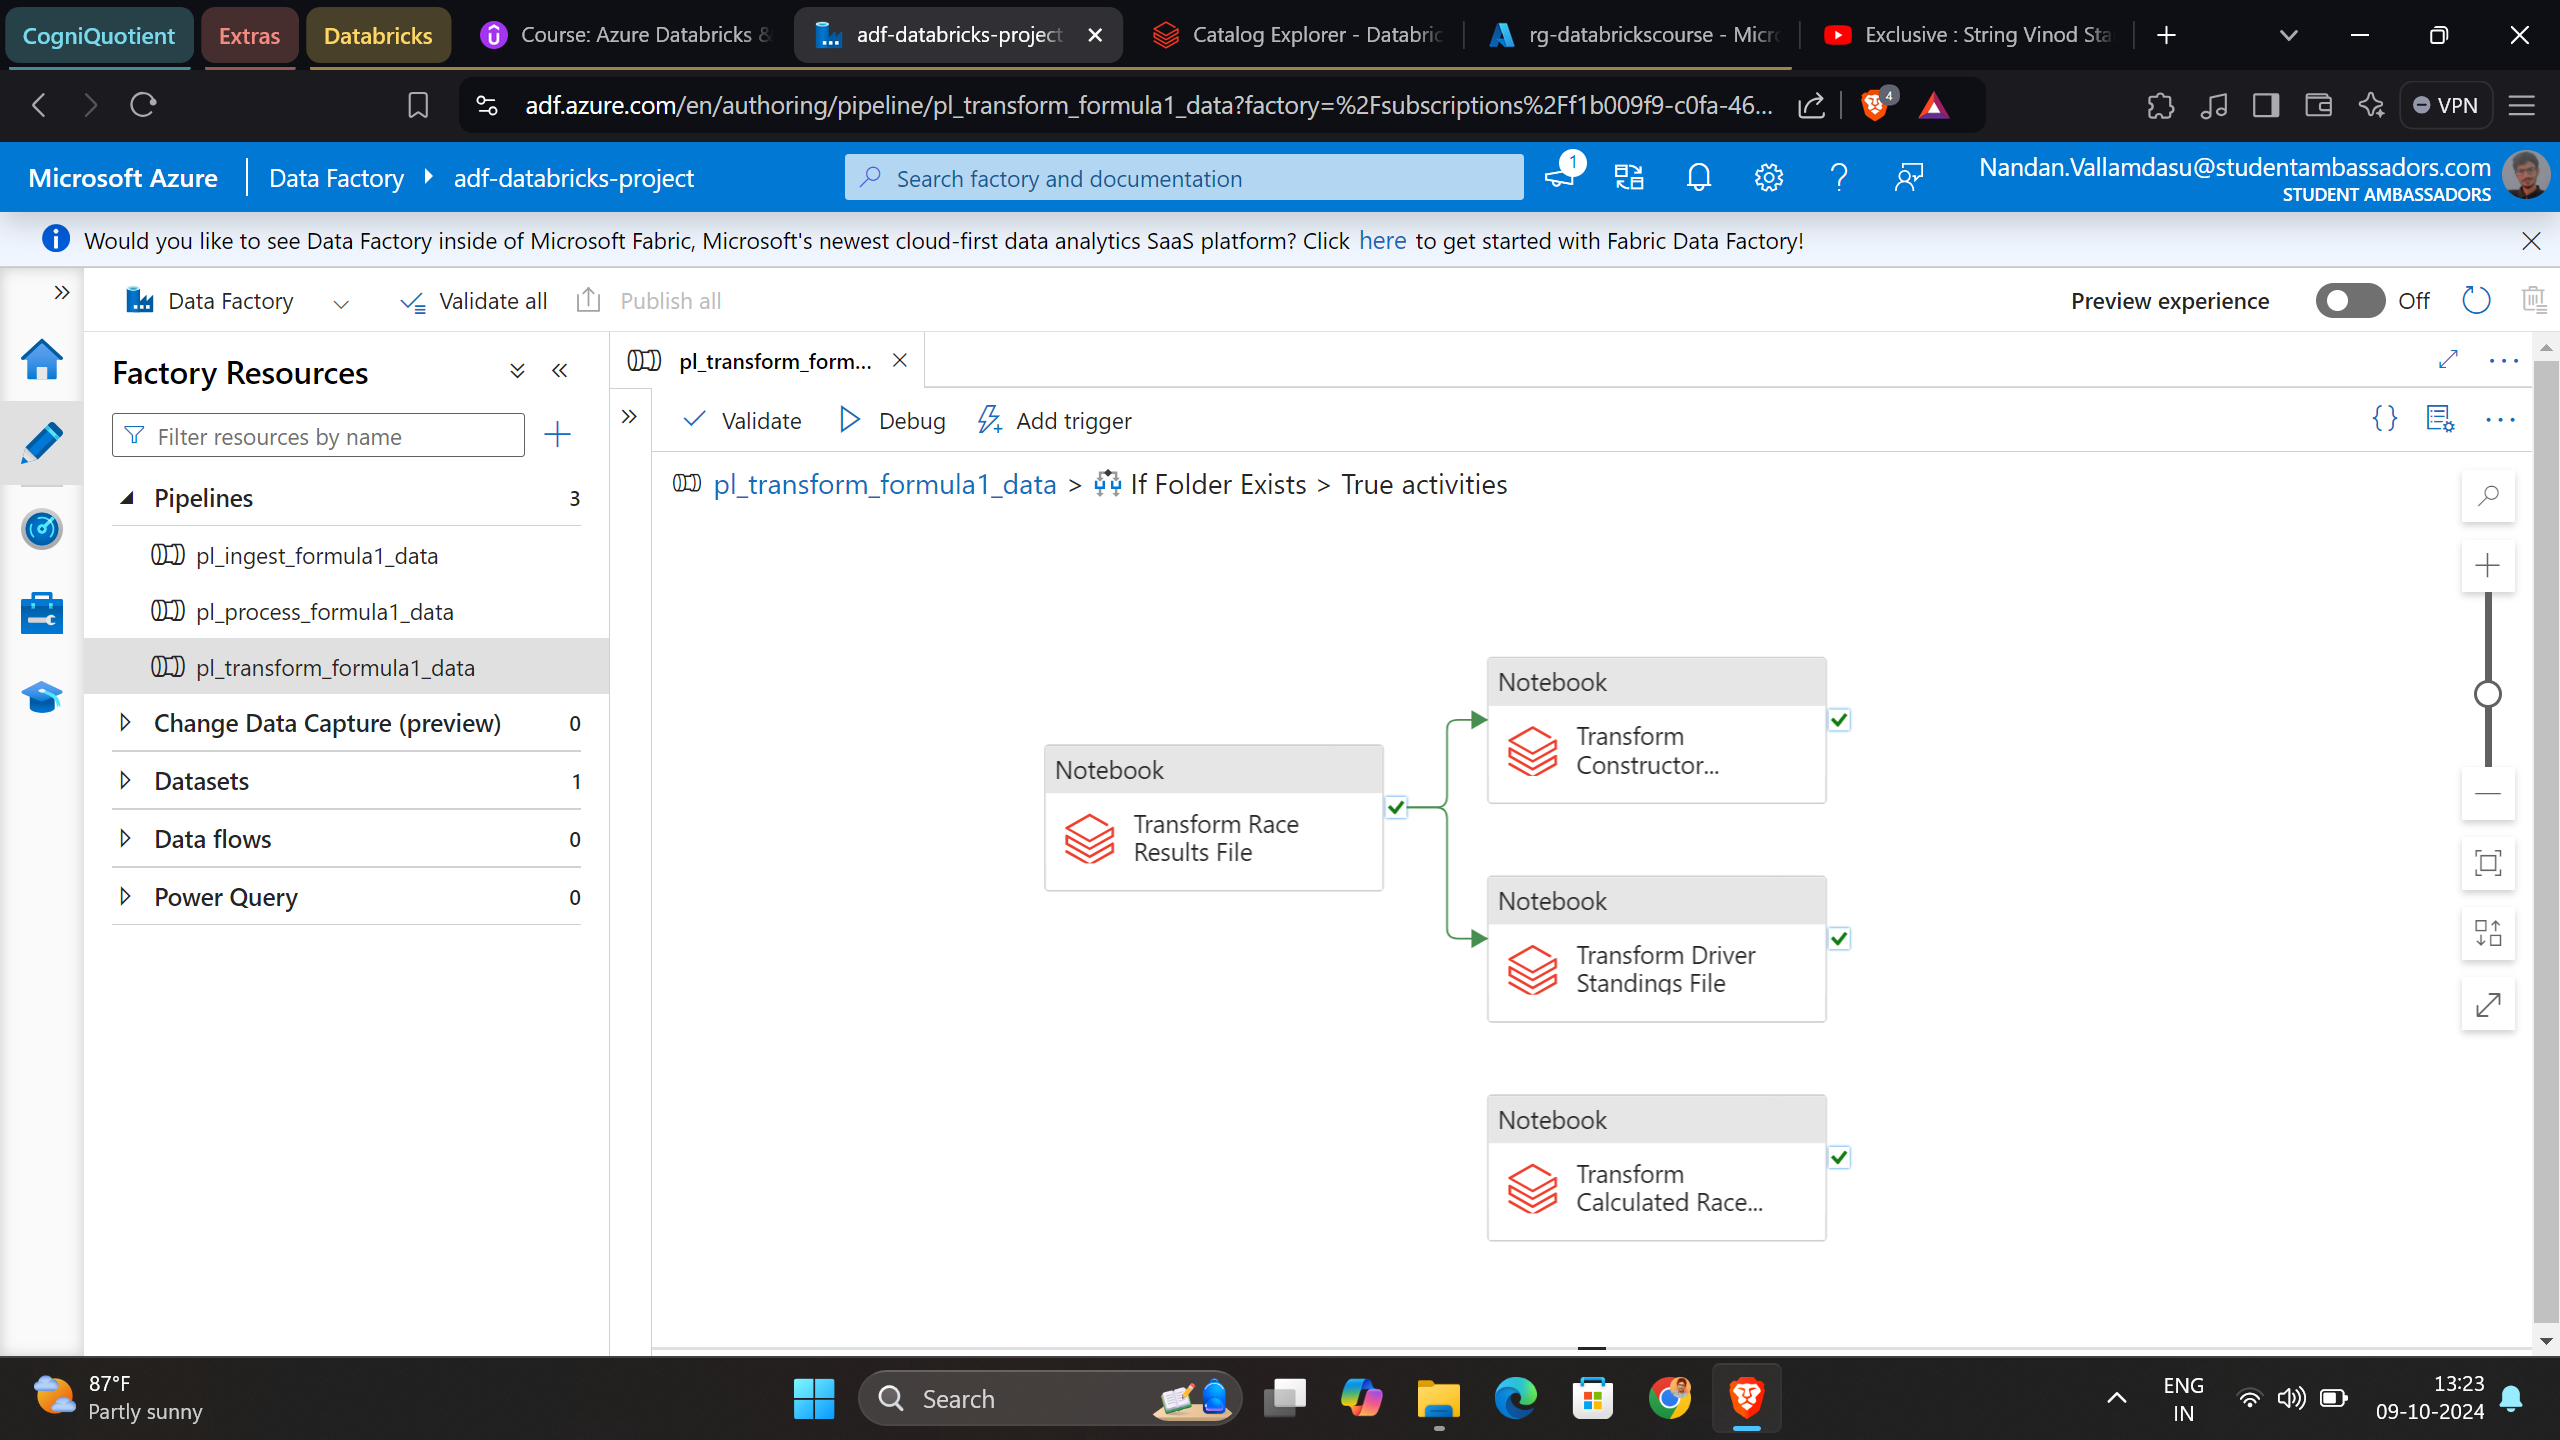 CogniQuotient
Extras
Databricks
Course: Azure Databricks &
adf-databricks-project
Catalog Explorer - Databric
rg-databrickscourse - Micro
Exclusive : String Vinod Sta
adf.azure.com/en/authoring/pipeline/pl_transform_formula1_data?factory=%2Fsubscriptions%2Ff1b009f9-c0fa-46...
4
VPN
Microsoft Azure
Data Factory
adf-databricks-project
Search factory and documentation
1
Nandan.Vallamdasu@studentambassadors.com
STUDENT AMBASSADORS
Would you like to see Data Factory inside of Microsoft Fabric, Microsoft's newest cloud-first data analytics SaaS platform? Click here to get started with Fabric Data Factory!
Data Factory
Validate all
Publish all
Preview experience
Off
Factory Resources
Filter resources by name
Pipelines 3
pl_ingest_formula1_data
pl_process_formula1_data
pl_transform_formula1_data
Change Data Capture (preview) 0
Datasets 1
Data flows 0
Power Query 0
pl_transform_form...
Validate
Debug
Add trigger
pl_transform_formula1_data > If Folder Exists > True activities
Notebook
Transform Race
Results File
Notebook
Transform
Constructor...
Notebook
Transform Driver
Standings File
Notebook
Transform
Calculated Race...
87°F
Partly sunny
Search
ENG
IN
13:23
09-10-2024